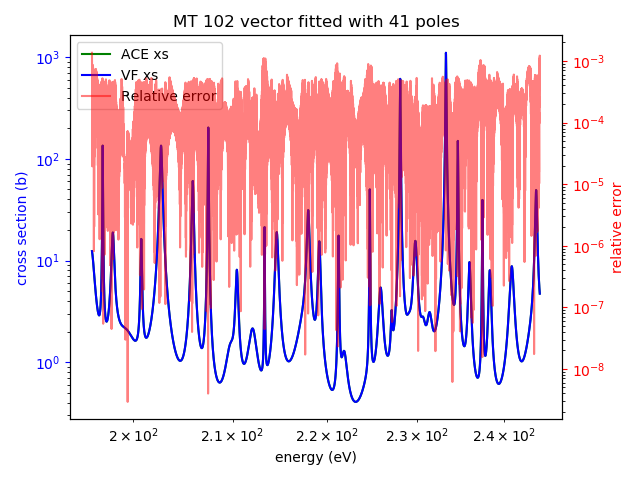 MT 102 vector fitted with 41 poles
ACE xs
VF xs
Relative error
10³
10²
10¹
10⁰
cross section (b)
10⁻³
10⁻⁴
10⁻⁵
10⁻⁶
10⁻⁷
10⁻⁸
relative error
2 × 10² 2.1 × 10² 2.2 × 10² 2.3 × 10² 2.4 × 10²
energy (eV)